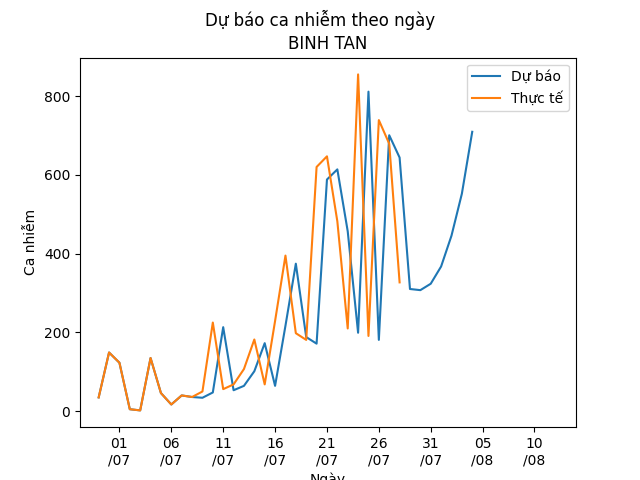 Dự báo ca nhiễm theo ngày
BINH TAN
Dự báo
Thực tế
Ca nhiễm
800
600
400
200
0
01 06 11 16 21 26 31 05 10
/07 /07 /07 /07 /07 /07 /07 /08 /08
Ngày